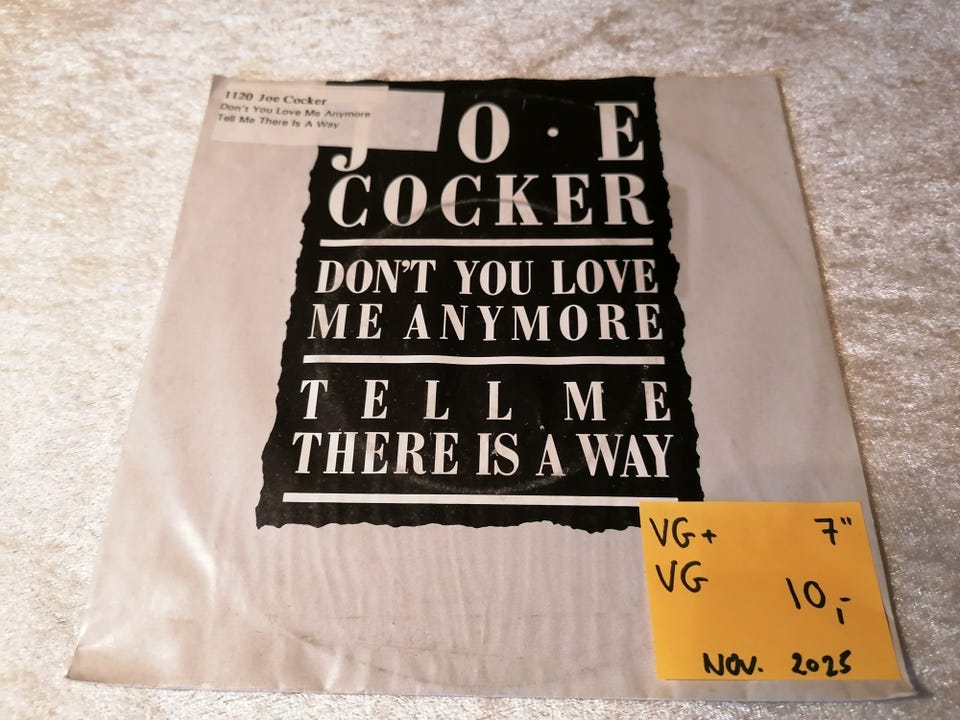 1120 Joe Cocker
Don't You Love Me Anymore
Tell Me There Is A Way
JO·E
COCKER
DON'T YOU LOVE
ME ANYMORE
TELL ME
THERE IS A WAY
VG+ 7"
VG
10,-
NOV. 2025